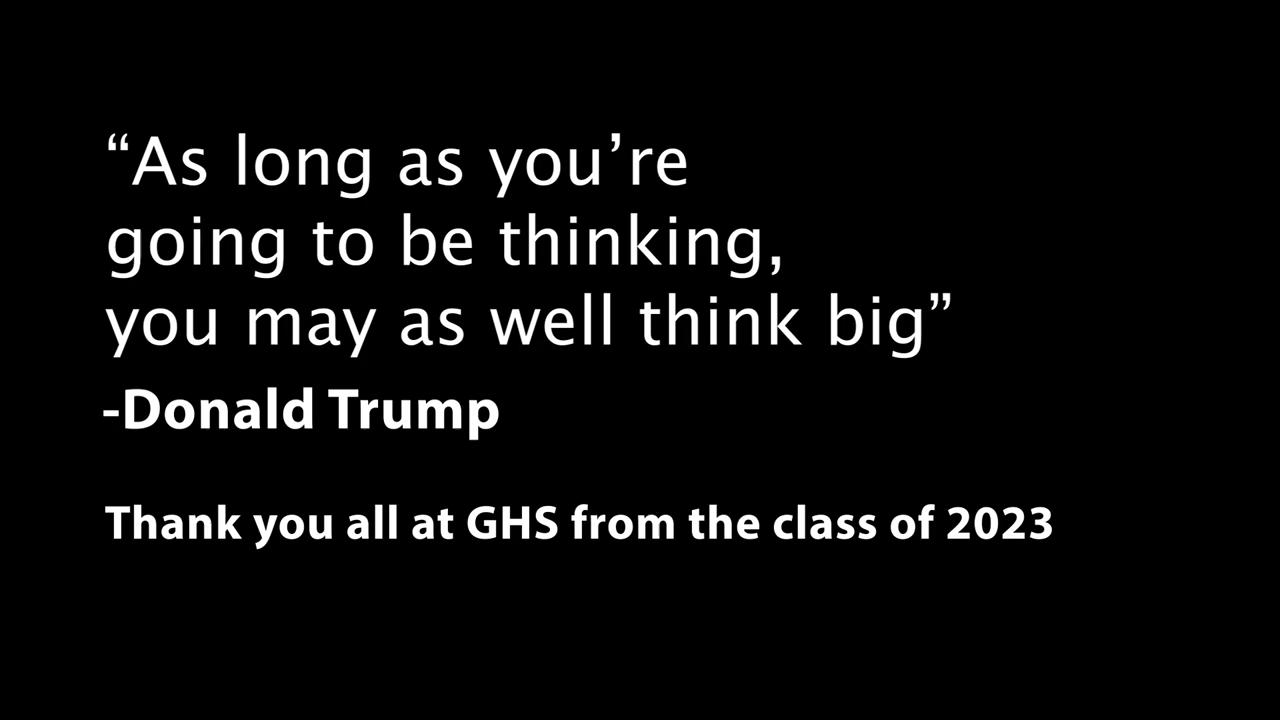 “As long as you’re
going to be thinking,
you may as well think big”
-Donald Trump
Thank you all at GHS from the class of 2023